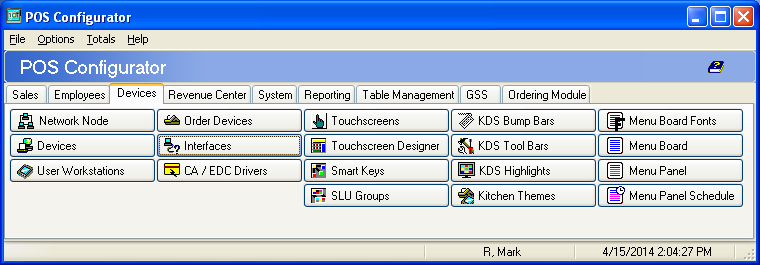 POS Configurator
File Options Totals Help
POS Configurator
Sales Employees Devices Revenue Center System Reporting Table Management GSS Ordering Module
Network Node Order Devices Touchscreens KDS Bump Bars Menu Board Fonts
Devices Interfaces Touchscreen Designer KDS Tool Bars Menu Board
User Workstations CA / EDC Drivers Smart Keys KDS Highlights Menu Panel
SLU Groups Kitchen Themes Menu Panel Schedule
R, Mark 4/15/2014 2:04:27 PM